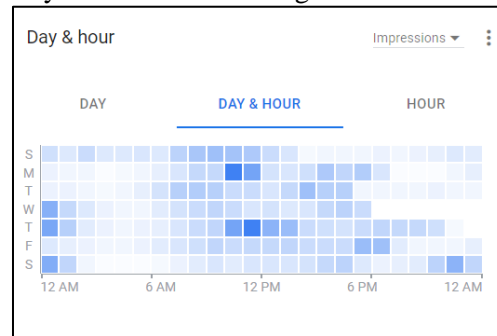 Day & hour
Impressions
DAY DAY & HOUR HOUR
S
M
T
W
T
F
S
12 AM 6 AM 12 PM 6 PM 12 AM